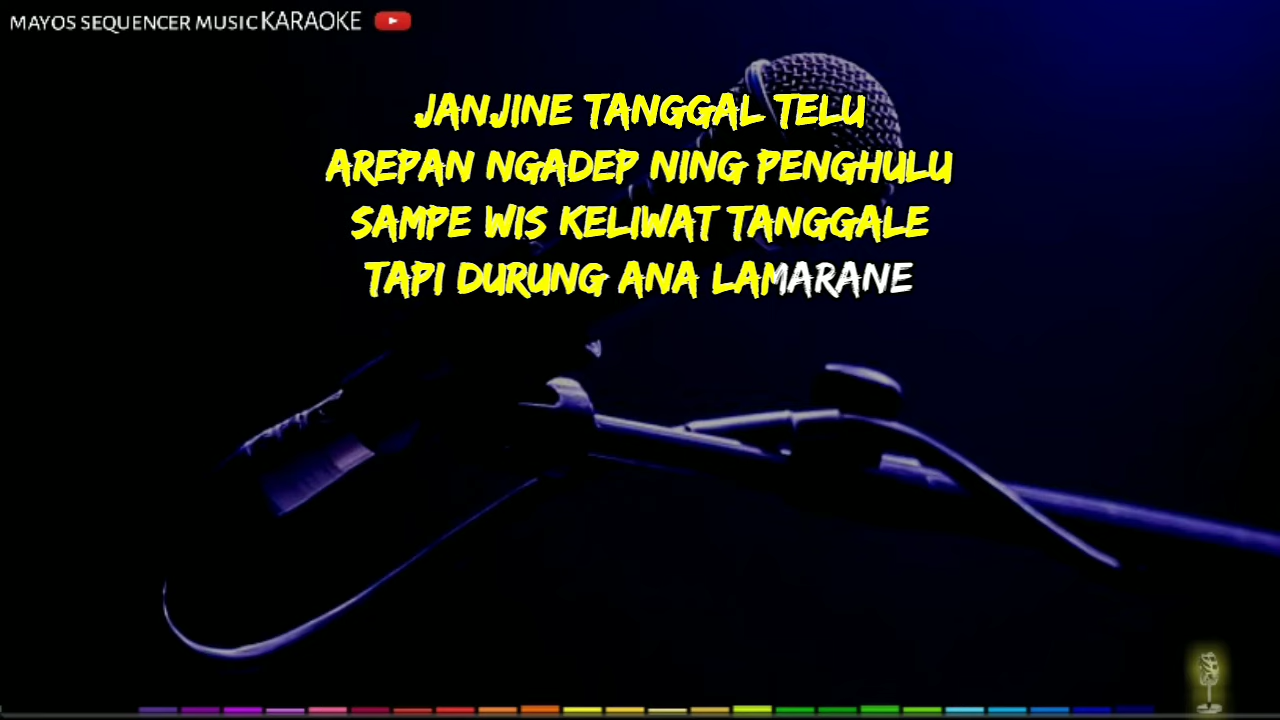 MAYOS SEQUENCER MUSIC KARAOKE
JANJINE TANGGAL TELU
AREPAN NGADEP NING PENGHULU
SAMPE WIS KELIWAT TANGGALE
TAPI DURUNG ANA LAMARANE